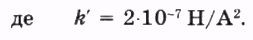 де k′ = 2·10⁻⁷ Н/А².